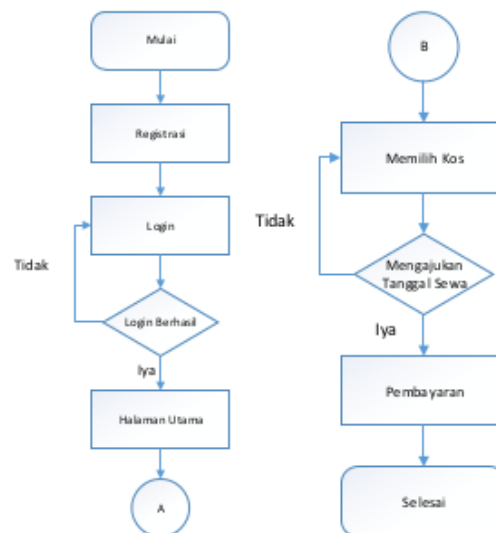 Mulai
Registrasi
Login
Tidak
Login Berhasil
Iya
Halaman Utama
A
B
Memilih Kos
Tidak
Mengajukan
Tanggal Sewa
Iya
Pembayaran
Selesai